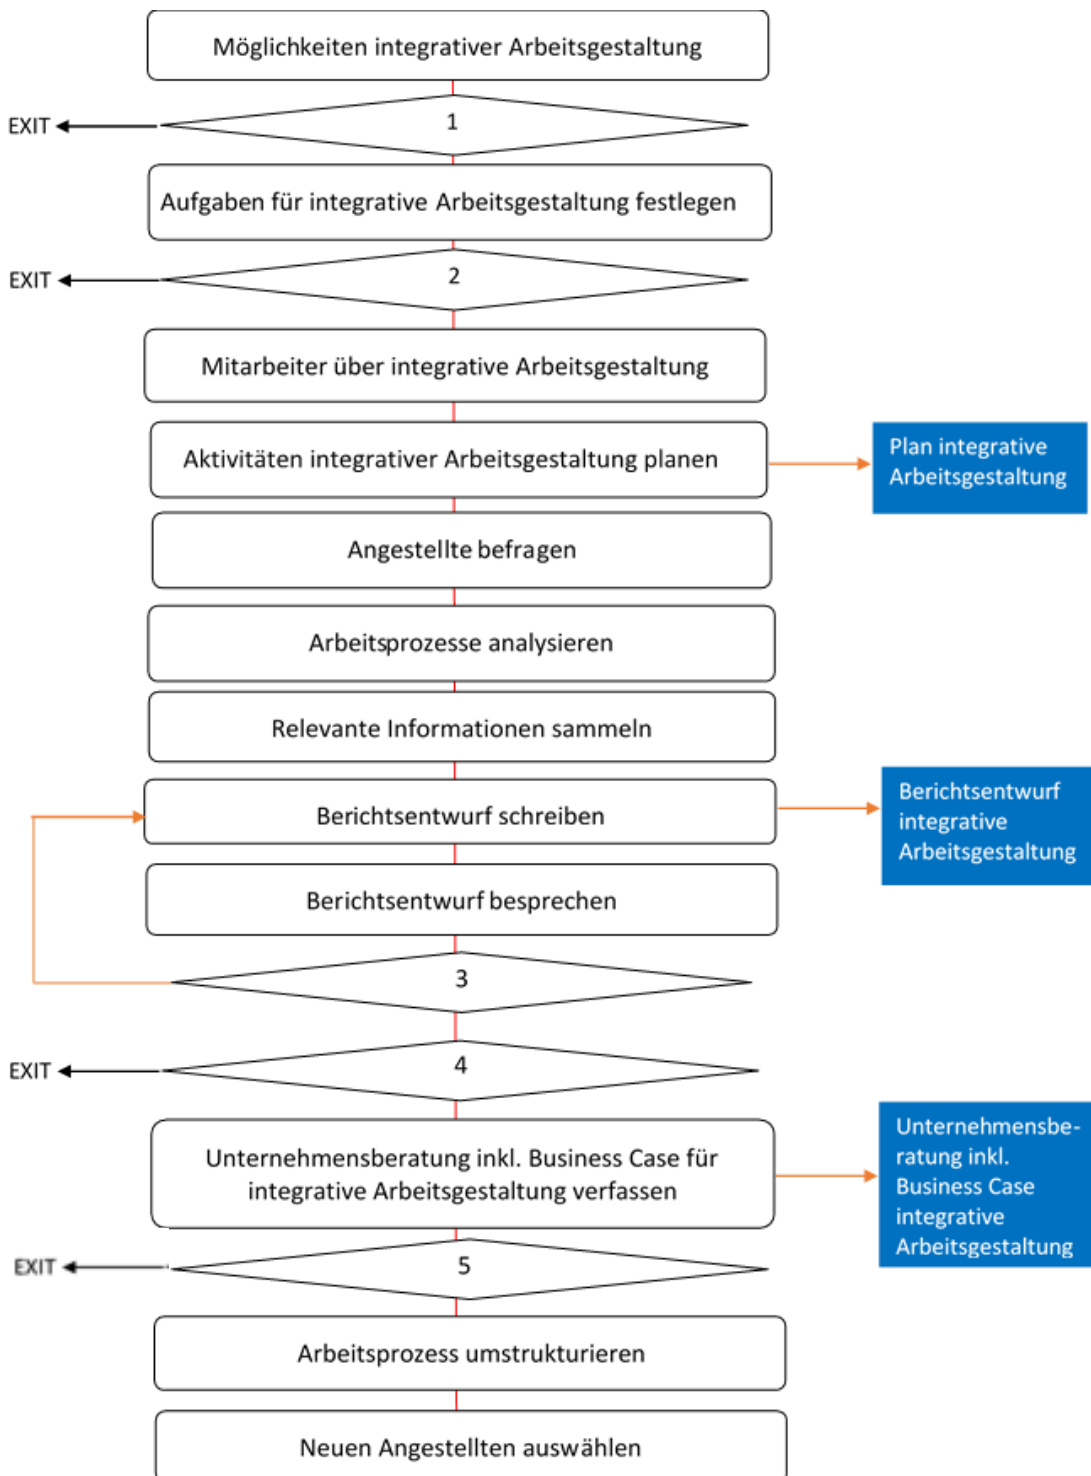 Möglichkeiten integrativer Arbeitsgestaltung
EXIT
1
Aufgaben für integrative Arbeitsgestaltung festlegen
EXIT
2
Mitarbeiter über integrative Arbeitsgestaltung
Aktivitäten integrativer Arbeitsgestaltung planen
Plan integrative
Arbeitsgestaltung
Angestellte befragen
Arbeitsprozesse analysieren
Relevante Informationen sammeln
Berichtsentwurf schreiben
Berichtsentwurf
integrative
Arbeitsgestaltung
Berichtsentwurf besprechen
3
EXIT
4
Unternehmensberatung inkl. Business Case für
integrative Arbeitsgestaltung verfassen
Unternehmensbe-
ratung inkl.
Business Case
integrative
Arbeitsgestaltung
EXIT
5
Arbeitsprozess umstrukturieren
Neuen Angestellten auswählen